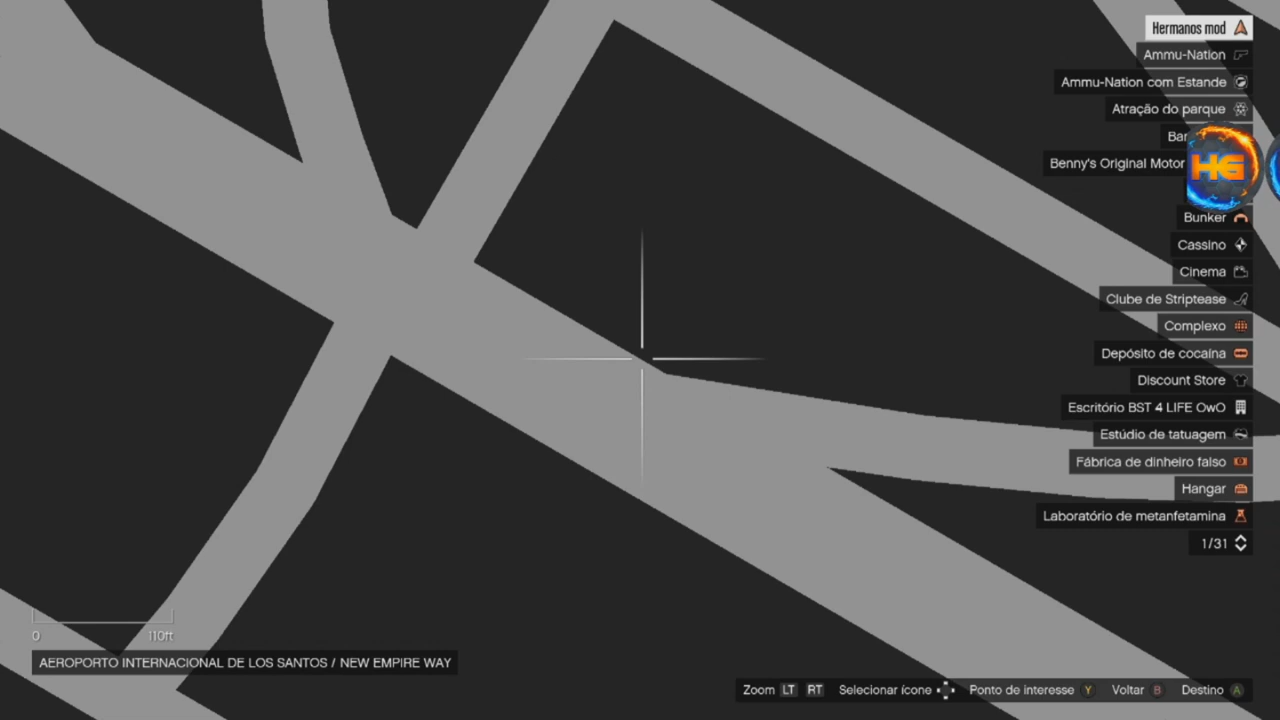 Hermanos mod
Ammu-Nation
Ammu-Nation com Estande
Atração do parque
Benny's Original Motor
HG
Bunker
Cassino
Cinema
Clube de Striptease
Complexo
Depósito de cocaína
Discount Store
Escritório BST 4 LIFE OwO
Estúdio de tatuagem
Fábrica de dinheiro falso
Hangar
Laboratório de metanfetamina
1/31
0 110ft
AEROPORTO INTERNACIONAL DE LOS SANTOS / NEW EMPIRE WAY
Zoom LT RT Selecionar ícone Ponto de interesse Y Voltar B Destino A